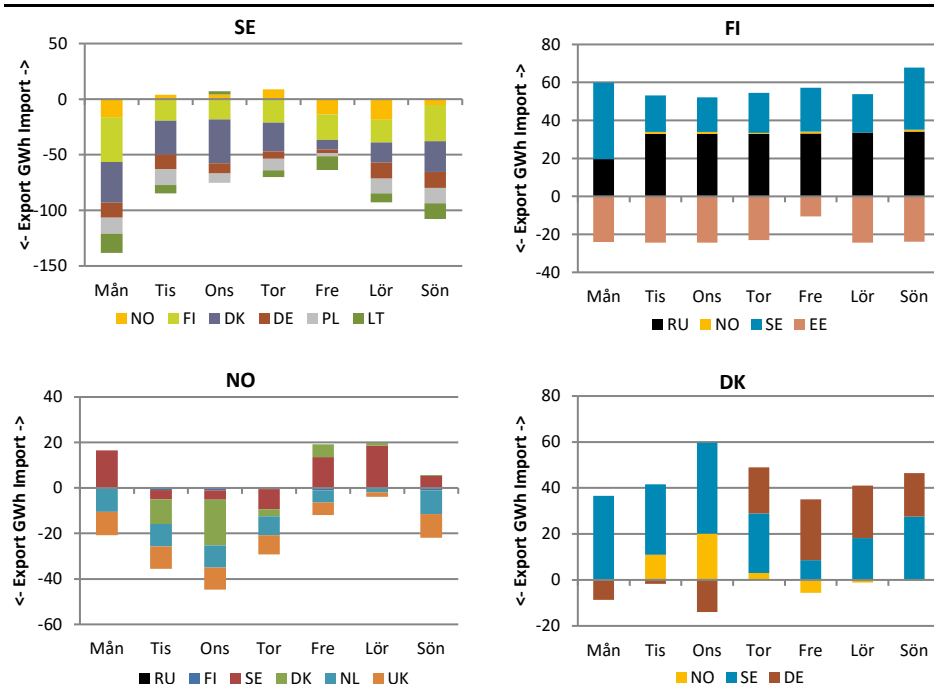 SE
<- Export GWh Import ->
50
0
-50
-100
-150
Mån Tis Ons Tor Fre Lör Sön
NO FI DK DE PL LT
FI
<- Export GWh Import ->
80
60
40
20
0
-20
-40
Mån Tis Ons Tor Fre Lör Sön
RU NO SE EE
NO
<- Export GWh Import ->
40
20
0
-20
-40
-60
Mån Tis Ons Tor Fre Lör Sön
RU FI SE DK NL UK
DK
<- Export GWh Import ->
80
60
40
20
0
-20
Mån Tis Ons Tor Fre Lör Sön
NO SE DE